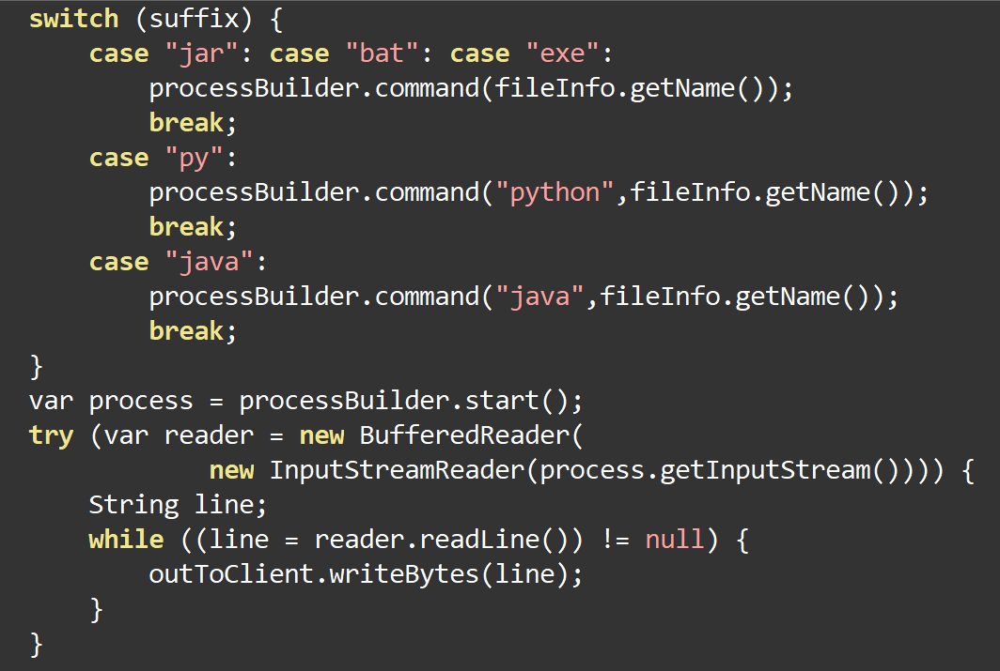 switch (suffix) {
    case "jar": case "bat": case "exe":
        processBuilder.command(fileInfo.getName());
        break;
    case "py":
        processBuilder.command("python",fileInfo.getName());
        break;
    case "java":
        processBuilder.command("java",fileInfo.getName());
        break;
}
var process = processBuilder.start();
try (var reader = new BufferedReader(
            new InputStreamReader(process.getInputStream()))) {
    String line;
    while ((line = reader.readLine()) != null) {
        outToClient.writeBytes(line);
    }
}